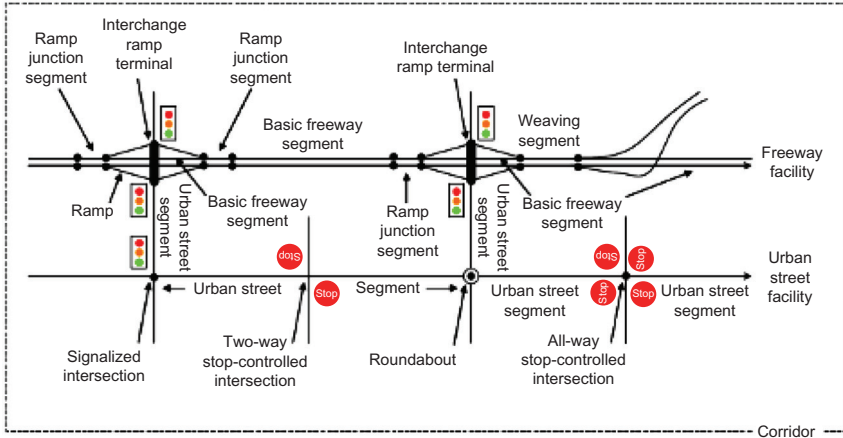 Ramp
junction
segment
Interchange
ramp
terminal
Ramp
junction
segment
Interchange
ramp terminal
Basic freeway
segment
Weaving
segment
Freeway
facility
Ramp
Basic freeway
segment
Urban street
segment
Ramp
junction
segment
Urban street
segment
Basic freeway
segment
Stop
Stop
Stop
Stop
Stop
Stop
Urban street
Segment
Urban street
segment
Urban street
segment
Urban
street
facility
Signalized
intersection
Two-way
stop-controlled
intersection
Roundabout
All-way
stop-controlled
intersection
Corridor